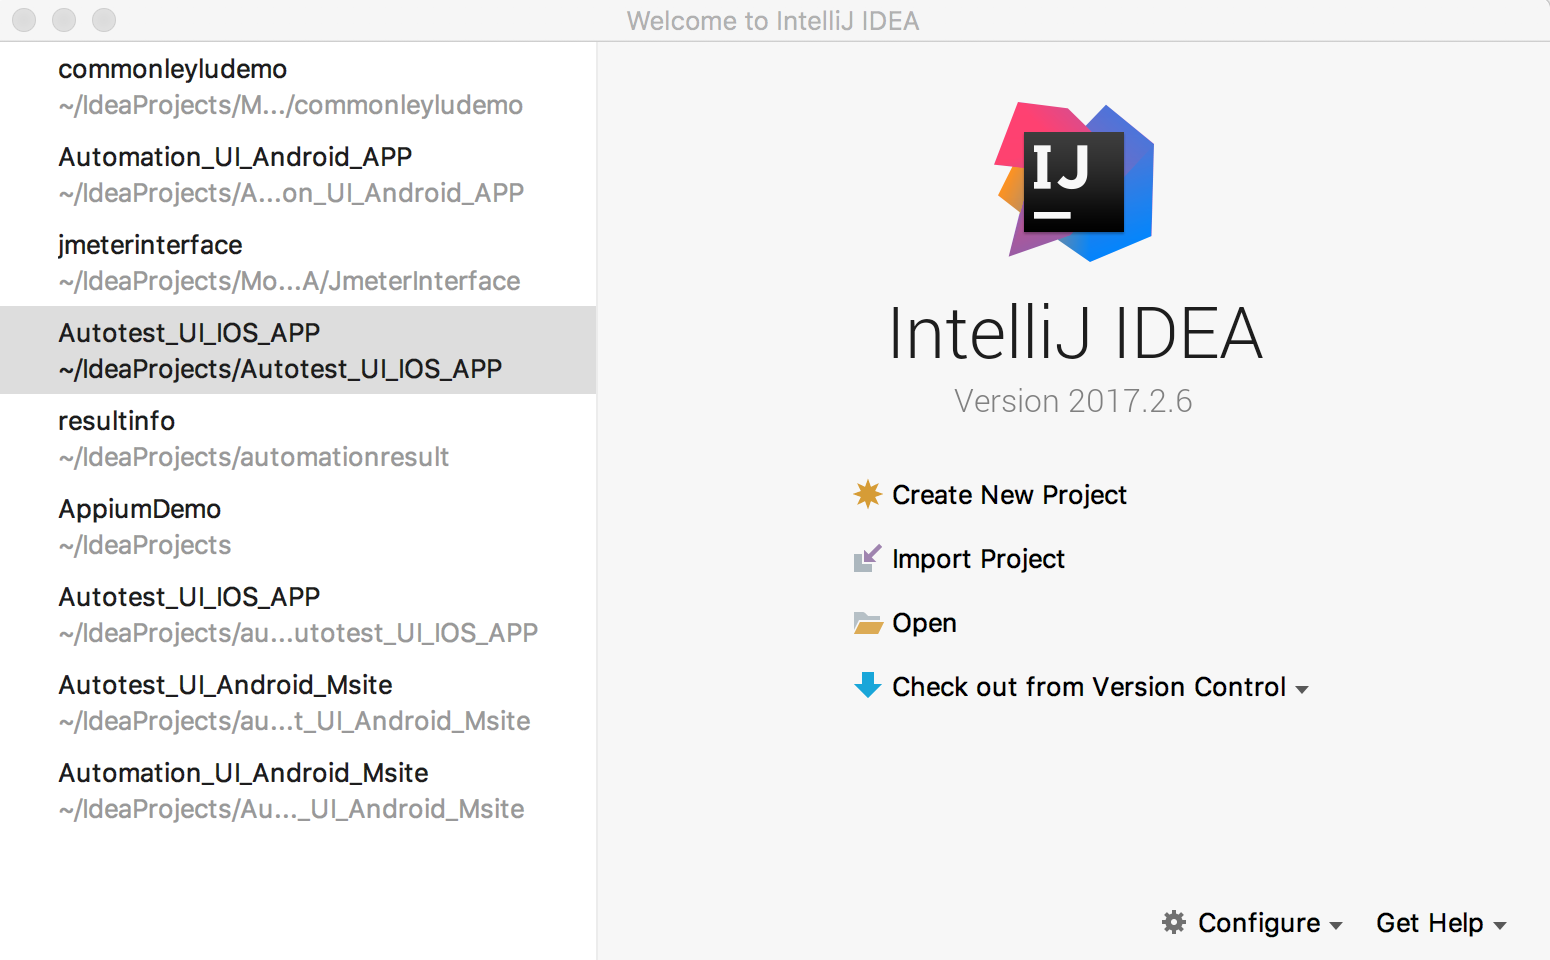 Welcome to IntelliJ IDEA
commonleyludemo
~/IdeaProjects/M.../commonleyludemo
Automation_UI_Android_APP
~/IdeaProjects/A...on_UI_Android_APP
jmeterinterface
~/IdeaProjects/Mo...A/JmeterInterface
Autotest_UI_IOS_APP
~/IdeaProjects/Autotest_UI_IOS_APP
resultinfo
~/IdeaProjects/automationresult
AppiumDemo
~/IdeaProjects
Autotest_UI_IOS_APP
~/IdeaProjects/au...utotest_UI_IOS_APP
Autotest_UI_Android_Msite
~/IdeaProjects/au...t_UI_Android_Msite
Automation_UI_Android_Msite
~/IdeaProjects/Au..._UI_Android_Msite
IJ
IntelliJ IDEA
Version 2017.2.6
Create New Project
Import Project
Open
Check out from Version Control
Configure
Get Help